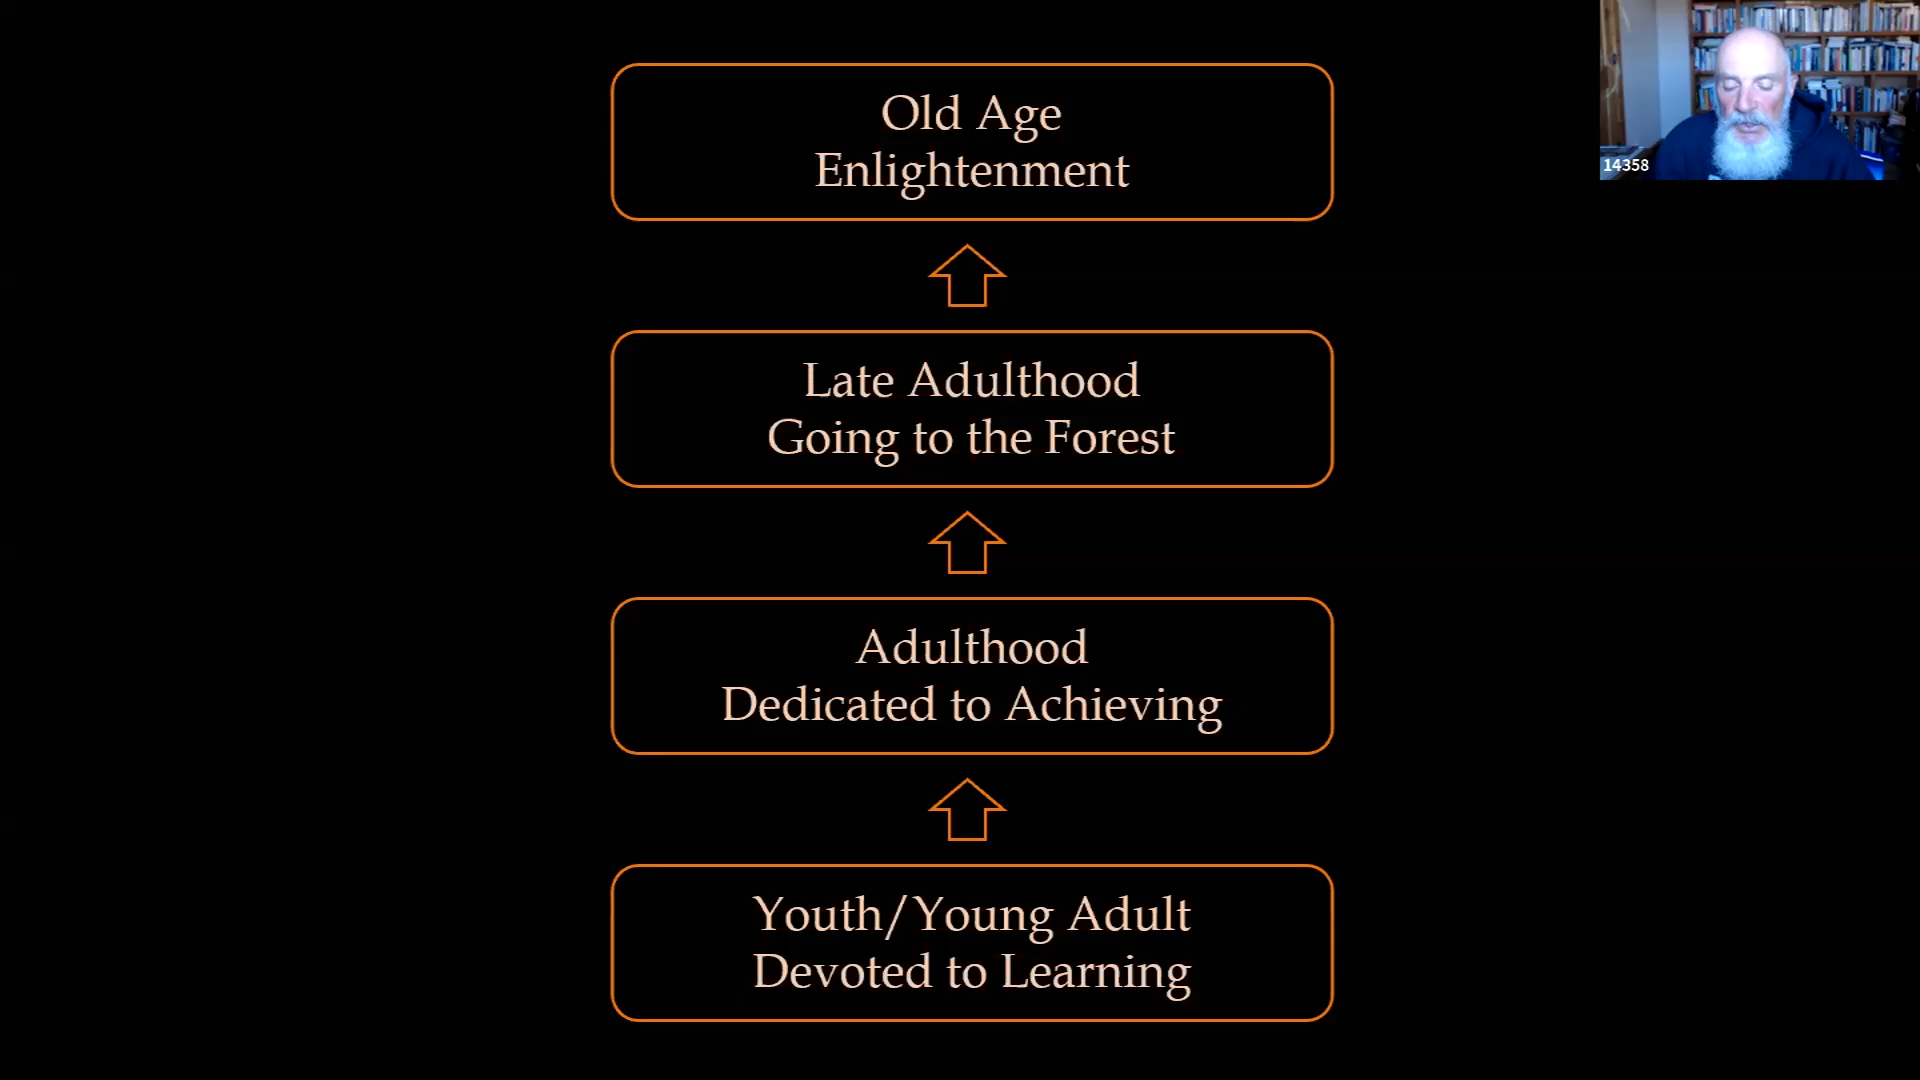 Old Age
Enlightenment
14358
Late Adulthood
Going to the Forest
Adulthood
Dedicated to Achieving
Youth/Young Adult
Devoted to Learning